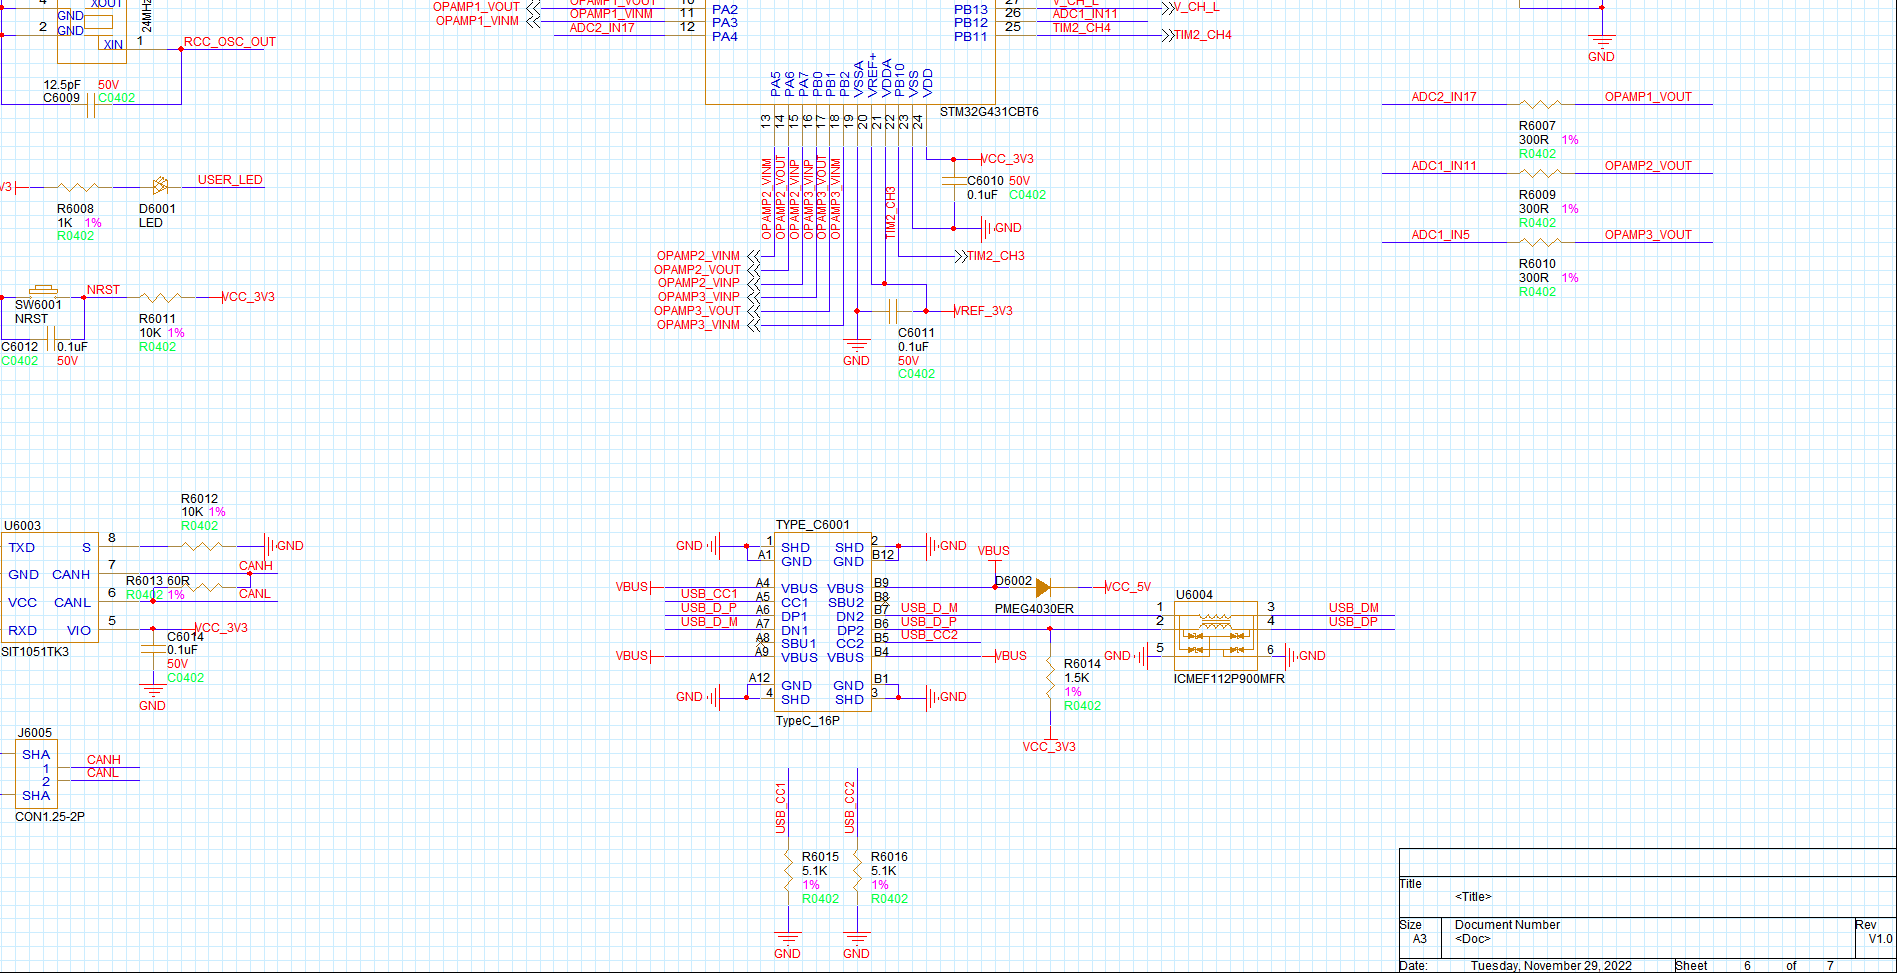 4
GND
2
GND
XOUT
XIN
1
24MHz
RCC_OSC_OUT
12.5pF 50V
C6009 C0402
OPAMP1_VOUT
OPAMP1_VINM
OPAMP1_VOUT
OPAMP1_VINM
ADC2_IN17
10
11
12
PA2
PA3
PA4
PB13
PB12
PB11
27
26
25
V_CH_L
ADC1_IN11
TIM2_CH4
V_CH_L
TIM2_CH4
GND
PA5
PA6
PA7
PB0
PB1
PB2
VSSA
VREF+
VDDA
PB10
VSS
VDD
STM32G431CBT6
13
14
15
16
17
18
19
20
21
22
23
24
OPAMP2_VINM
OPAMP2_VOUT
OPAMP2_VINP
OPAMP3_VINP
OPAMP3_VOUT
OPAMP3_VINM
TIM2_CH3
VCC_3V3
C6010 50V
0.1uF C0402
GND
TIM2_CH3
OPAMP2_VINM
OPAMP2_VOUT
OPAMP2_VINP
OPAMP3_VINP
OPAMP3_VOUT
OPAMP3_VINM
VREF_3V3
C6011
0.1uF
50V
C0402
GND
ADC2_IN17 OPAMP1_VOUT
R6007
300R 1%
R0402
ADC1_IN11 OPAMP2_VOUT
R6009
300R 1%
R0402
ADC1_IN5 OPAMP3_VOUT
R6010
300R 1%
R0402
V3
USER_LED
R6008
1K 1%
R0402
D6001
LED
NRST
VCC_3V3
SW6001
NRST
R6011
10K 1%
R0402
C6012 0.1uF
C0402 50V
R6012
10K 1%
R0402
U6003
TXD S
GND CANH
VCC CANL
RXD VIO
8
7
6
5
SIT1051TK3
GND
CANH
R6013 60R
R0402 1%
CANL
VCC_3V3
C6014
0.1uF
50V
C0402
GND
J6005
SHA
1
2
SHA
CANH
CANL
CON1.25-2P
TYPE_C6001
GND 1 SHD SHD 2 GND
A1 GND GND B12
VBUS A4 VBUS VBUS B9
USB_CC1 A5 CC1 SBU2 B8
USB_D_P A6 DP1 DN2 B7 USB_D_M
USB_D_M A7 DN1 DP2 B6 USB_D_P
A8 SBU1 CC2 B5 USB_CC2
VBUS A9 VBUS VBUS B4 VBUS
A12 GND GND B1
GND 4 SHD SHD 3 GND
TypeC_16P
VBUS
D6002
PMEG4030ER
VCC_5V
R6014
1.5K
1%
R0402
VCC_3V3
U6004
1
2
3
4
USB_DM
USB_DP
GND 5
6 GND
ICMEF112P900MFR
USB_CC1
USB_CC2
R6015
5.1K
1%
R0402
R6016
5.1K
1%
R0402
GND
GND
Title
<Title>
Size
A3
Document Number
<Doc>
Rev
V1.0
Date: Tuesday, November 29, 2022 Sheet 6 of 7